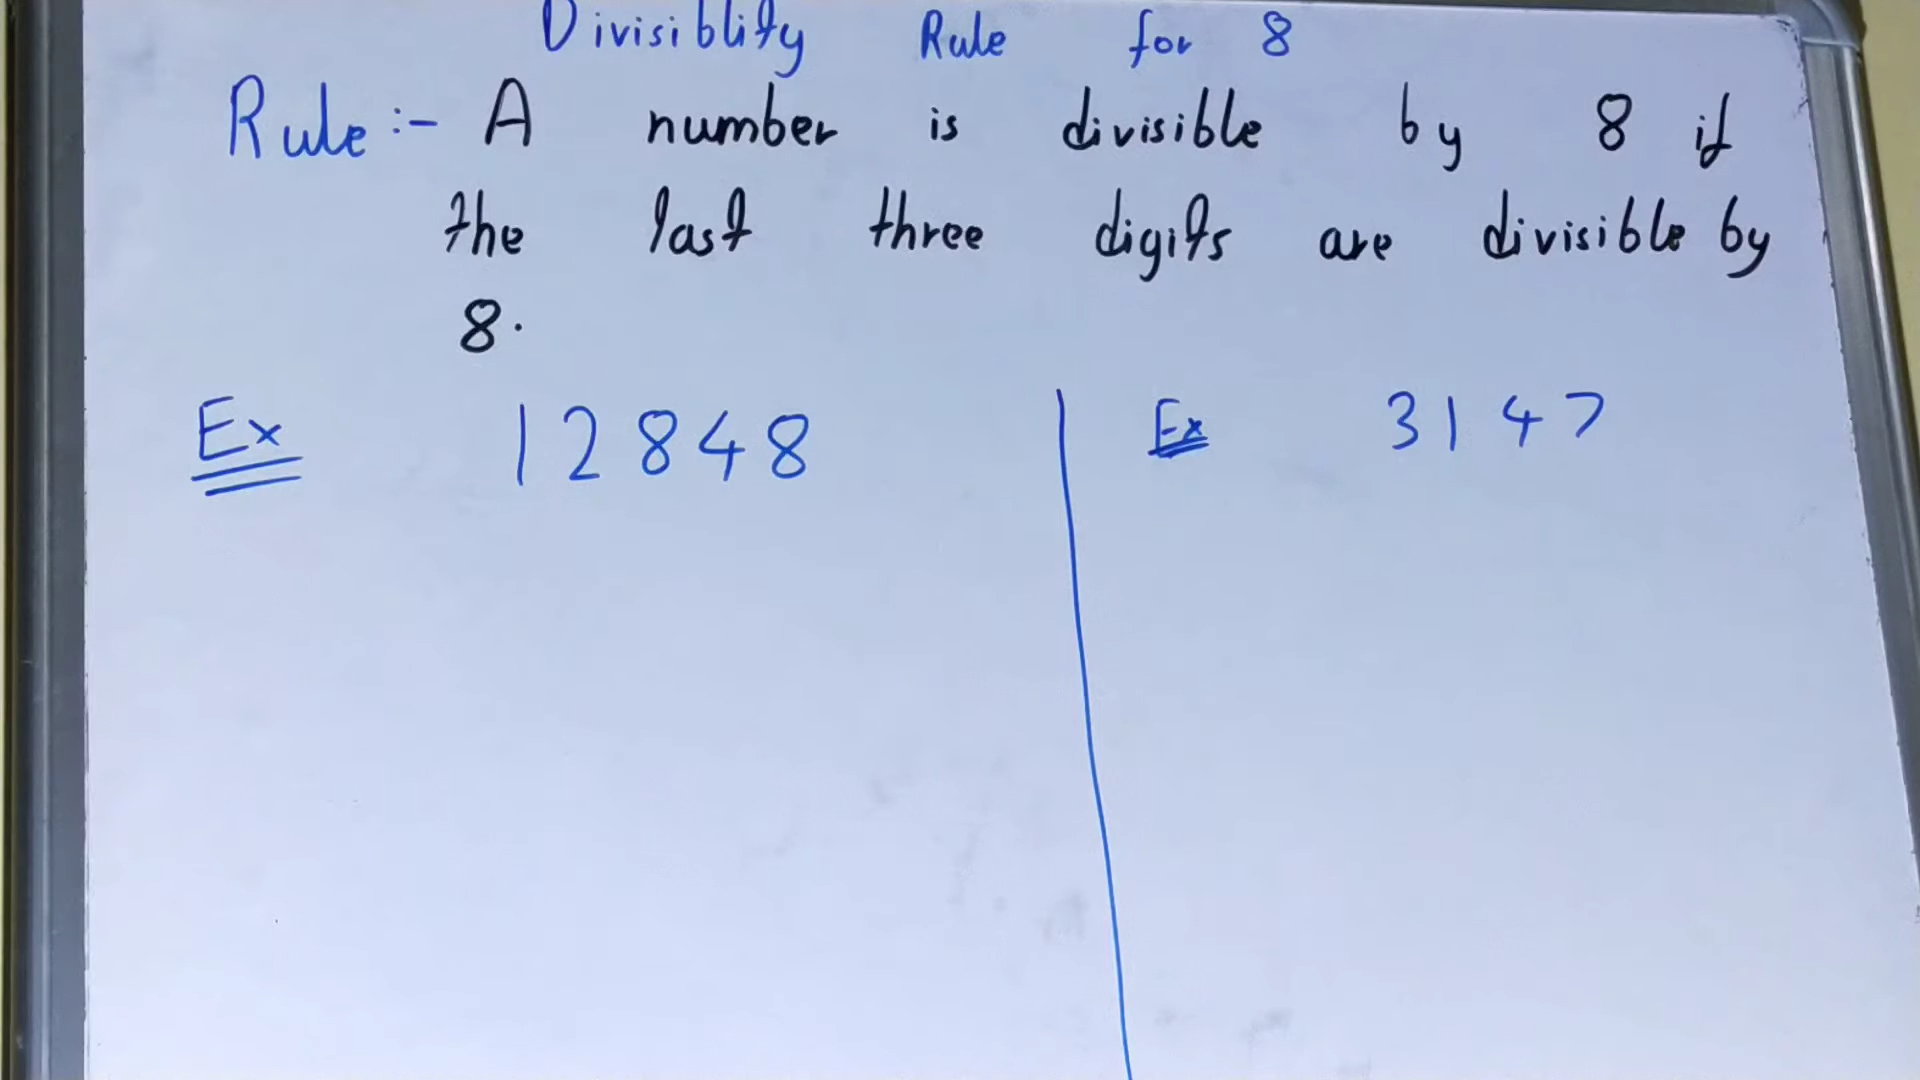 Divisiblity Rule for 8
Rule :- A number is divisible by 8 if
the last three digits are divisible by
8.
Ex 12848
Ex 3147